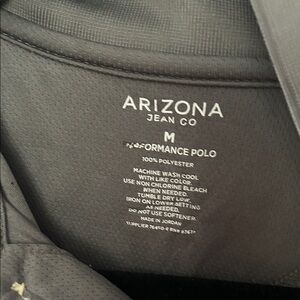 ARIZONA
JEAN CO
M
PERFORMANCE POLO
100% POLYESTER
MACHINE WASH COOL
WITH LIKE COLOR.
USE NON CHLORINE BLEACH
WHEN NEEDED.
TUMBLE DRY LOW.
IRON ON LOWER SETTING
AS NEEDED.
DO NOT USE SOFTENER.
MADE IN JORDAN